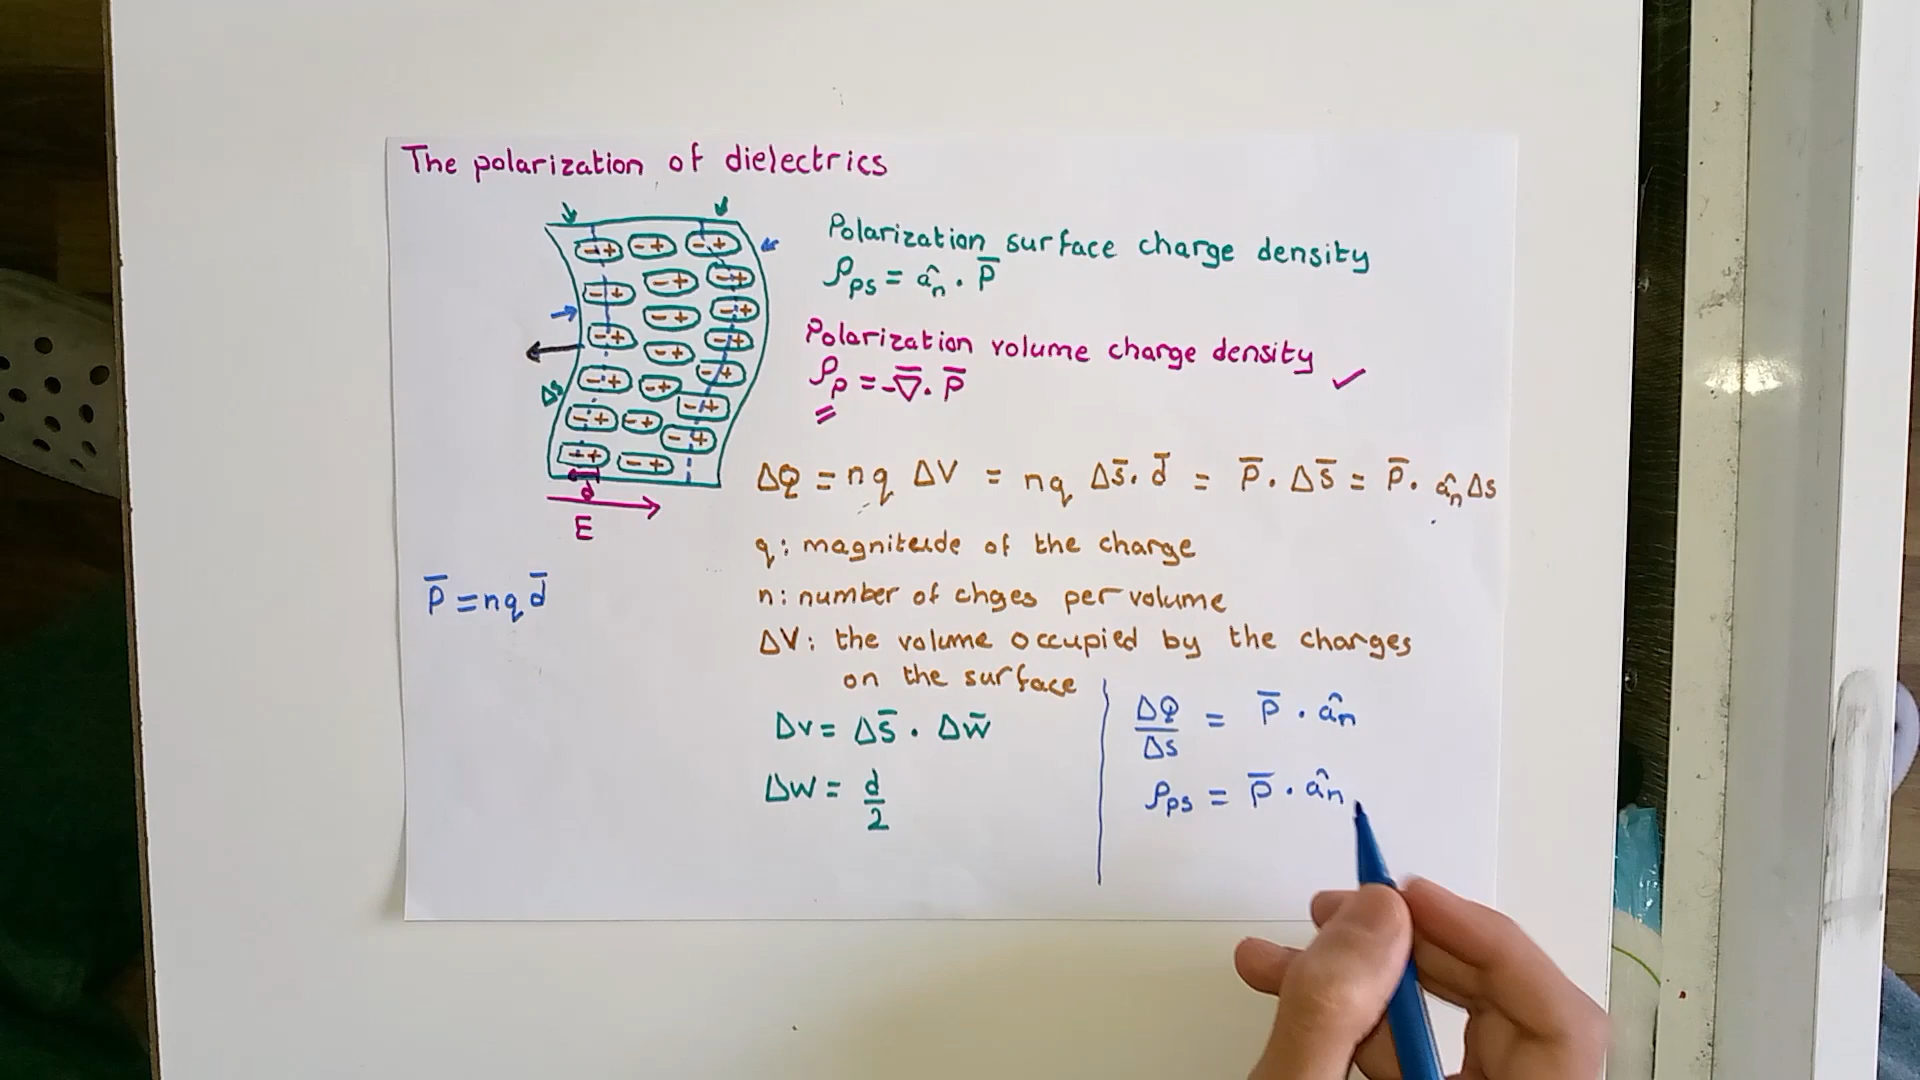 The polarization of dielectrics
Polarization surface charge density
ρps = ân . P̄
Polarization volume charge density ✓
ρp = -∇̄ . P̄
Δs
d
E
ΔQ = nq ΔV = nq Δs̄ . d̄ = P̄ . Δs̄ = P̄ . ân Δs
q: magnitude of the charge
P̄ = nq d̄
n: number of chges per volume
ΔV: the volume occupied by the charges
on the surface
Δv = Δs̄ . Δw̄
Δw = d/2
ΔQ/Δs = P̄ . ân
ρps = P̄ . ân